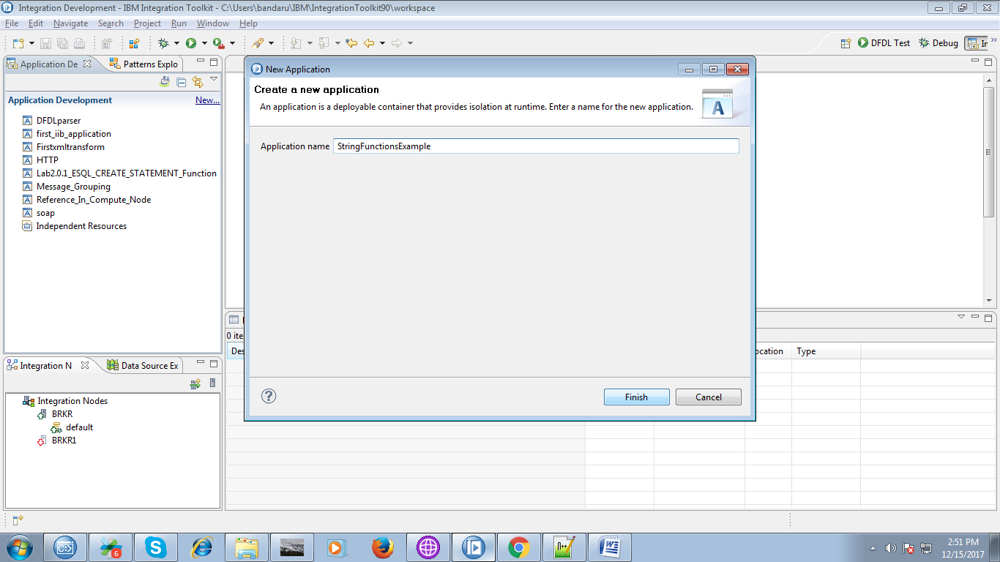 Integration Development - IBM Integration Toolkit - C:\Users\bandaru\IBM\IntegrationToolkit90\workspace
File Edit Navigate Search Project Run Window Help
DFDL Test Debug Ir
Application De Patterns Explo
Application Development New...
DFDLparser
first_iib_application
Firstxmltransform
HTTP
Lab2.0.1_ESQL_CREATE_STATEMENT_Function
Message_Grouping
Reference_In_Compute_Node
soap
Independent Resources
New Application
Create a new application
An application is a deployable container that provides isolation at runtime. Enter a name for the new application.
A
Application name StringFunctionsExample
Finish Cancel
0 ite
Des ocation Type
Integration N Data Source Ex
Integration Nodes
BRKR
default
BRKR1
6
2:51 PM
12/15/2017